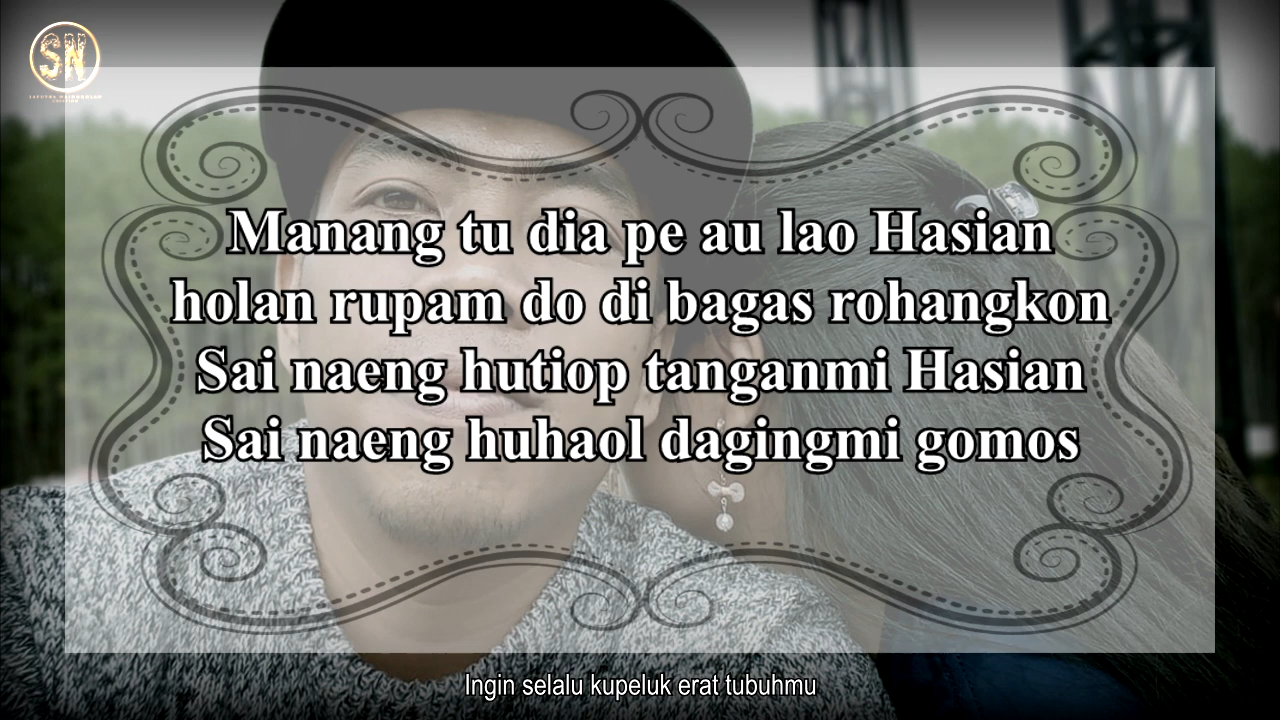 SN
Manang tu dia pe au lao Hasian
holan rupam do di bagas rohangkon
Sai naeng hutiop tanganmi Hasian
Sai naeng huhaol dagingmi gomos
Ingin selalu kupeluk erat tubuhmu